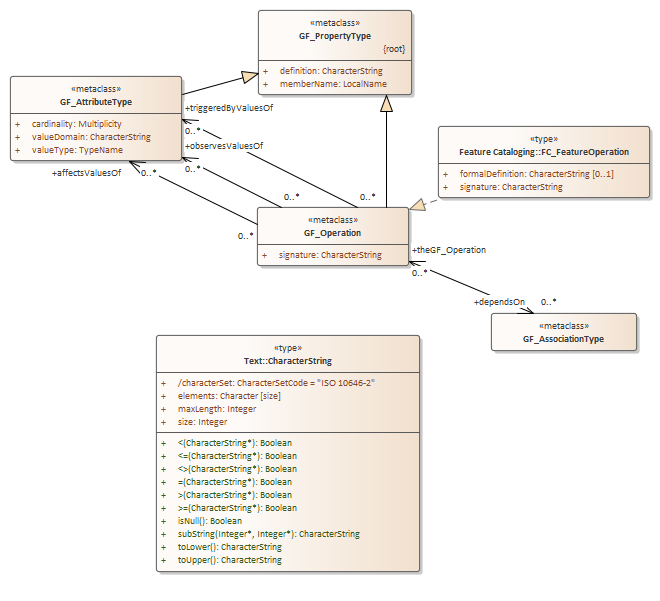 «metaclass»
GF_PropertyType
{root}
+ definition: CharacterString
+ memberName: LocalName
«metaclass»
GF_AttributeType
+ cardinality: Multiplicity
+ valueDomain: CharacterString
+ valueType: TypeName
+triggeredByValuesOf
0..*
+observesValuesOf
0..*
+affectsValuesOf
0..*
0..*
0..*
0..*
«type»
Feature Cataloging::FC_FeatureOperation
+ formalDefinition: CharacterString [0..1]
+ signature: CharacterString
«metaclass»
GF_Operation
+ signature: CharacterString
+theGF_Operation
0..*
+dependsOn
0..*
«metaclass»
GF_AssociationType
«type»
Text::CharacterString
+ /characterSet: CharacterSetCode = "ISO 10646-2"
+ elements: Character [size]
+ maxLength: Integer
+ size: Integer
+ <(CharacterString*): Boolean
+ <=(CharacterString*): Boolean
+ <>(CharacterString*): Boolean
+ =(CharacterString*): Boolean
+ >(CharacterString*): Boolean
+ >=(CharacterString*): Boolean
+ isNull(): Boolean
+ subString(Integer*, Integer*): CharacterString
+ toLower(): CharacterString
+ toUpper(): CharacterString